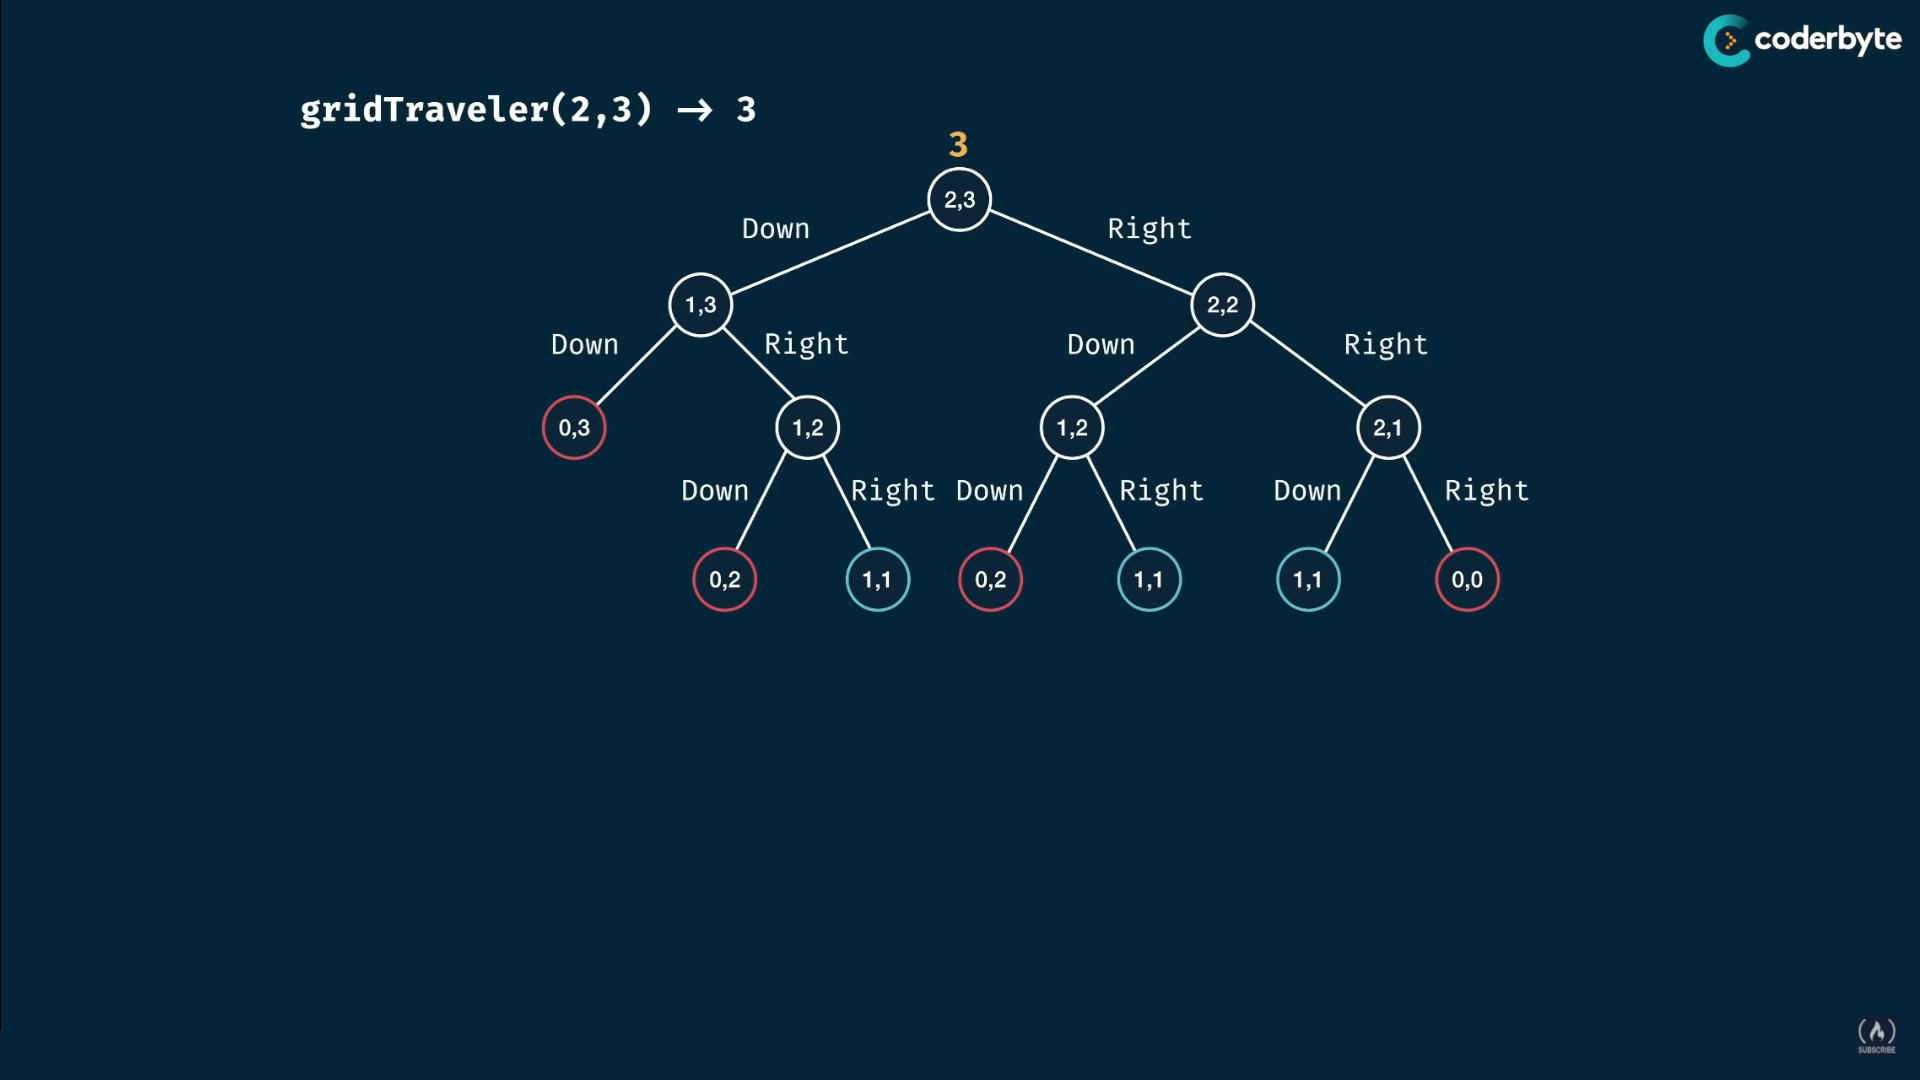 coderbyte
gridTraveler(2,3) → 3
3
2,3
Down
Right
1,3
2,2
Down
Right
Down
Right
0,3
1,2
1,2
2,1
Down
Right
Down
Right
Down
Right
0,2
1,1
0,2
1,1
1,1
0,0
SUBSCRIBE